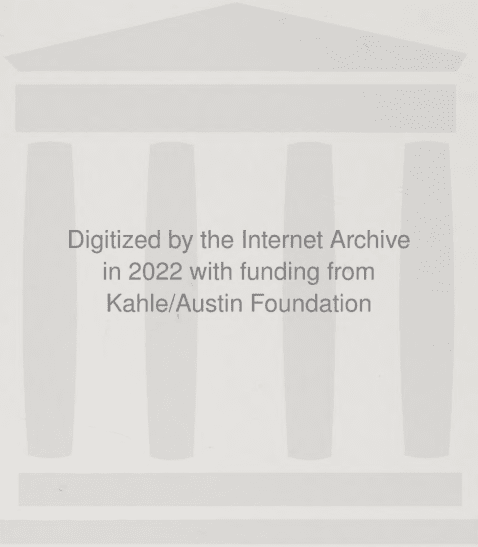 Digitized by the Internet Archive
in 2022 with funding from
Kahle/Austin Foundation